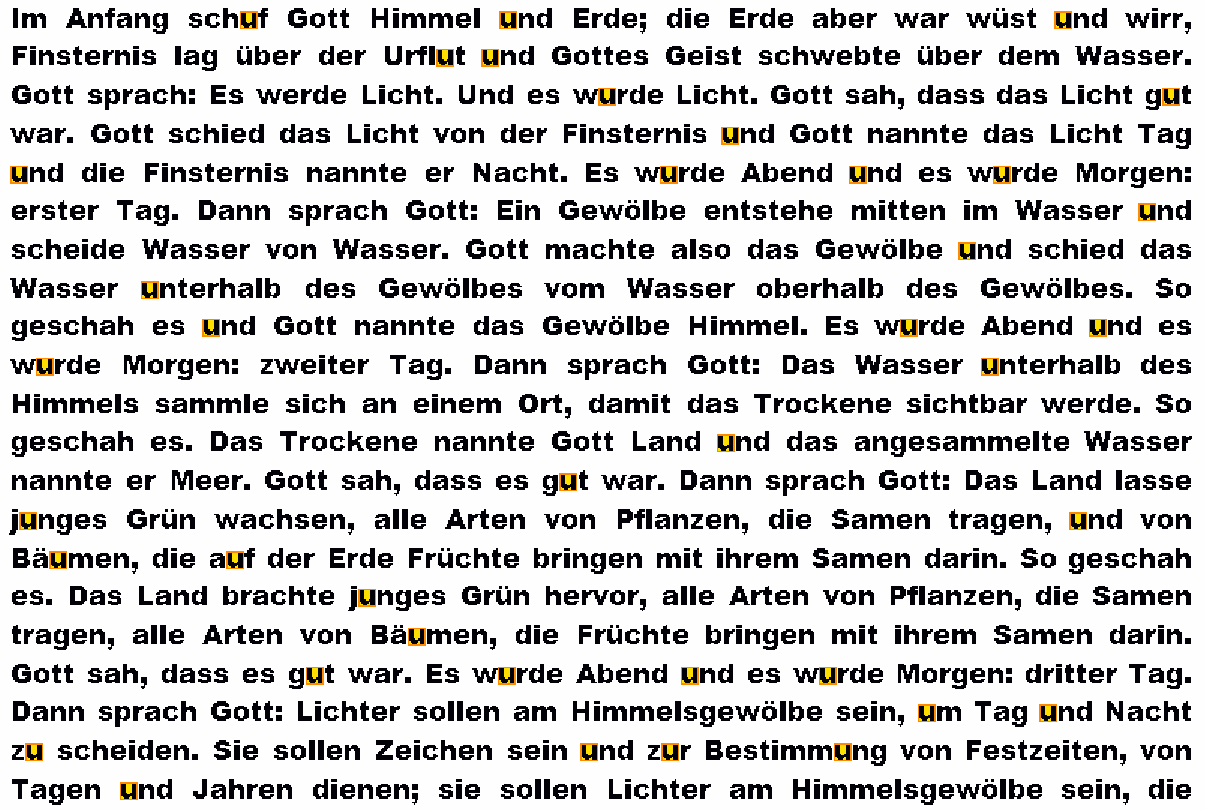 Im Anfang schuf Gott Himmel und Erde; die Erde aber war wüst und wirr,
Finsternis lag über der Urflut und Gottes Geist schwebte über dem Wasser.
Gott sprach: Es werde Licht. Und es wurde Licht. Gott sah, dass das Licht gut
war. Gott schied das Licht von der Finsternis und Gott nannte das Licht Tag
und die Finsternis nannte er Nacht. Es wurde Abend und es wurde Morgen:
erster Tag. Dann sprach Gott: Ein Gewölbe entstehe mitten im Wasser und
scheide Wasser von Wasser. Gott machte also das Gewölbe und schied das
Wasser unterhalb des Gewölbes vom Wasser oberhalb des Gewölbes. So
geschah es und Gott nannte das Gewölbe Himmel. Es wurde Abend und es
wurde Morgen: zweiter Tag. Dann sprach Gott: Das Wasser unterhalb des
Himmels sammle sich an einem Ort, damit das Trockene sichtbar werde. So
geschah es. Das Trockene nannte Gott Land und das angesammelte Wasser
nannte er Meer. Gott sah, dass es gut war. Dann sprach Gott: Das Land lasse
junges Grün wachsen, alle Arten von Pflanzen, die Samen tragen, und von
Bäumen, die auf der Erde Früchte bringen mit ihrem Samen darin. So geschah
es. Das Land brachte junges Grün hervor, alle Arten von Pflanzen, die Samen
tragen, alle Arten von Bäumen, die Früchte bringen mit ihrem Samen darin.
Gott sah, dass es gut war. Es wurde Abend und es wurde Morgen: dritter Tag.
Dann sprach Gott: Lichter sollen am Himmelsgewölbe sein, um Tag und Nacht
zu scheiden. Sie sollen Zeichen sein und zur Bestimmung von Festzeiten, von
Tagen und Jahren dienen; sie sollen Lichter am Himmelsgewölbe sein, die